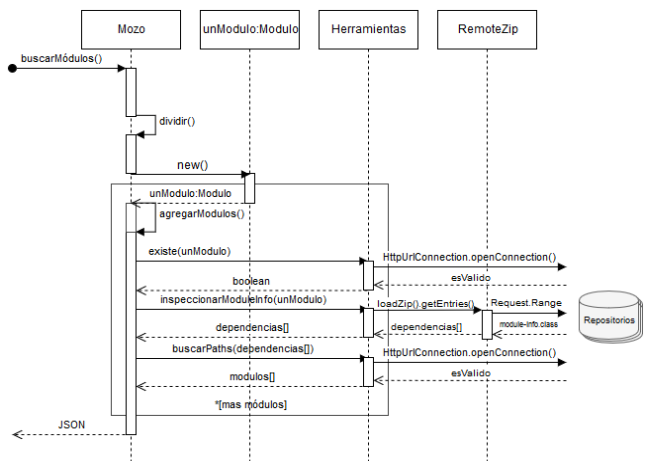 Mozo
unModulo:Modulo
Herramientas
RemoteZip
buscarMódulos()
dividir()
new()
unModulo:Modulo
agregarModulos()
existe(unModulo)
HttpUrlConnection.openConnection()
esValido
boolean
inspeccionarModuleInfo(unModulo)
loadZip().getEntries()
Request.Range
dependencias[]
dependencias[]
module-info.class
Repositorios
buscarPaths(dependencias[])
HttpUrlConnection.openConnection()
modulos[]
esValido
*[mas módulos]
JSON